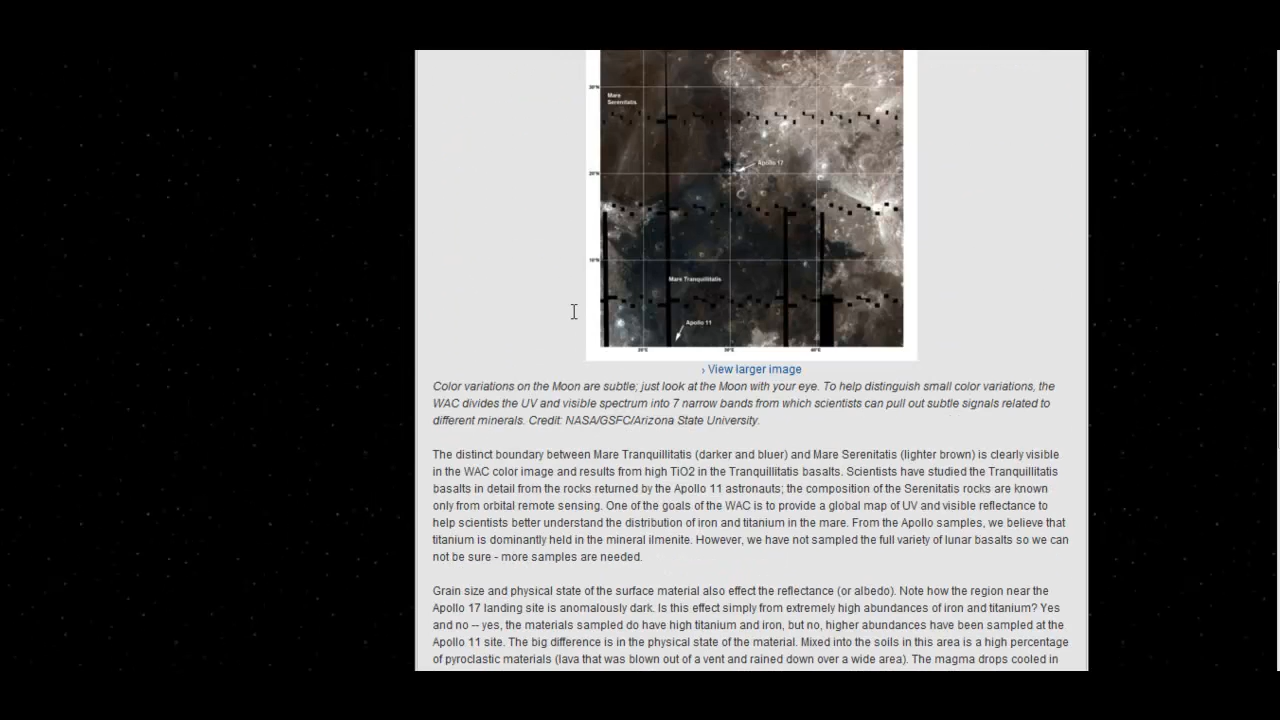 30°N
Mare
Serenitatis
Apollo 17
20°N
10°N
Mare Tranquillitatis
Apollo 11
20°E 30°E 40°E
› View larger image
Color variations on the Moon are subtle; just look at the Moon with your eye. To help distinguish small color variations, the
WAC divides the UV and visible spectrum into 7 narrow bands from which scientists can pull out subtle signals related to
different minerals. Credit: NASA/GSFC/Arizona State University.
The distinct boundary between Mare Tranquillitatis (darker and bluer) and Mare Serenitatis (lighter brown) is clearly visible
in the WAC color image and results from high TiO2 in the Tranquillitatis basalts. Scientists have studied the Tranquillitatis
basalts in detail from the rocks returned by the Apollo 11 astronauts; the composition of the Serenitatis rocks are known
only from orbital remote sensing. One of the goals of the WAC is to provide a global map of UV and visible reflectance to
help scientists better understand the distribution of iron and titanium in the mare. From the Apollo samples, we believe that
titanium is dominantly held in the mineral ilmenite. However, we have not sampled the full variety of lunar basalts so we can
not be sure - more samples are needed.
Grain size and physical state of the surface material also effect the reflectance (or albedo). Note how the region near the
Apollo 17 landing site is anomalously dark. Is this effect simply from extremely high abundances of iron and titanium? Yes
and no -- yes, the materials sampled do have high titanium and iron, but no, higher abundances have been sampled at the
Apollo 11 site. The big difference is in the physical state of the material. Mixed into the soils in this area is a high percentage
of pyroclastic materials (lava that was blown out of a vent and rained down over a wide area). The magma drops cooled in